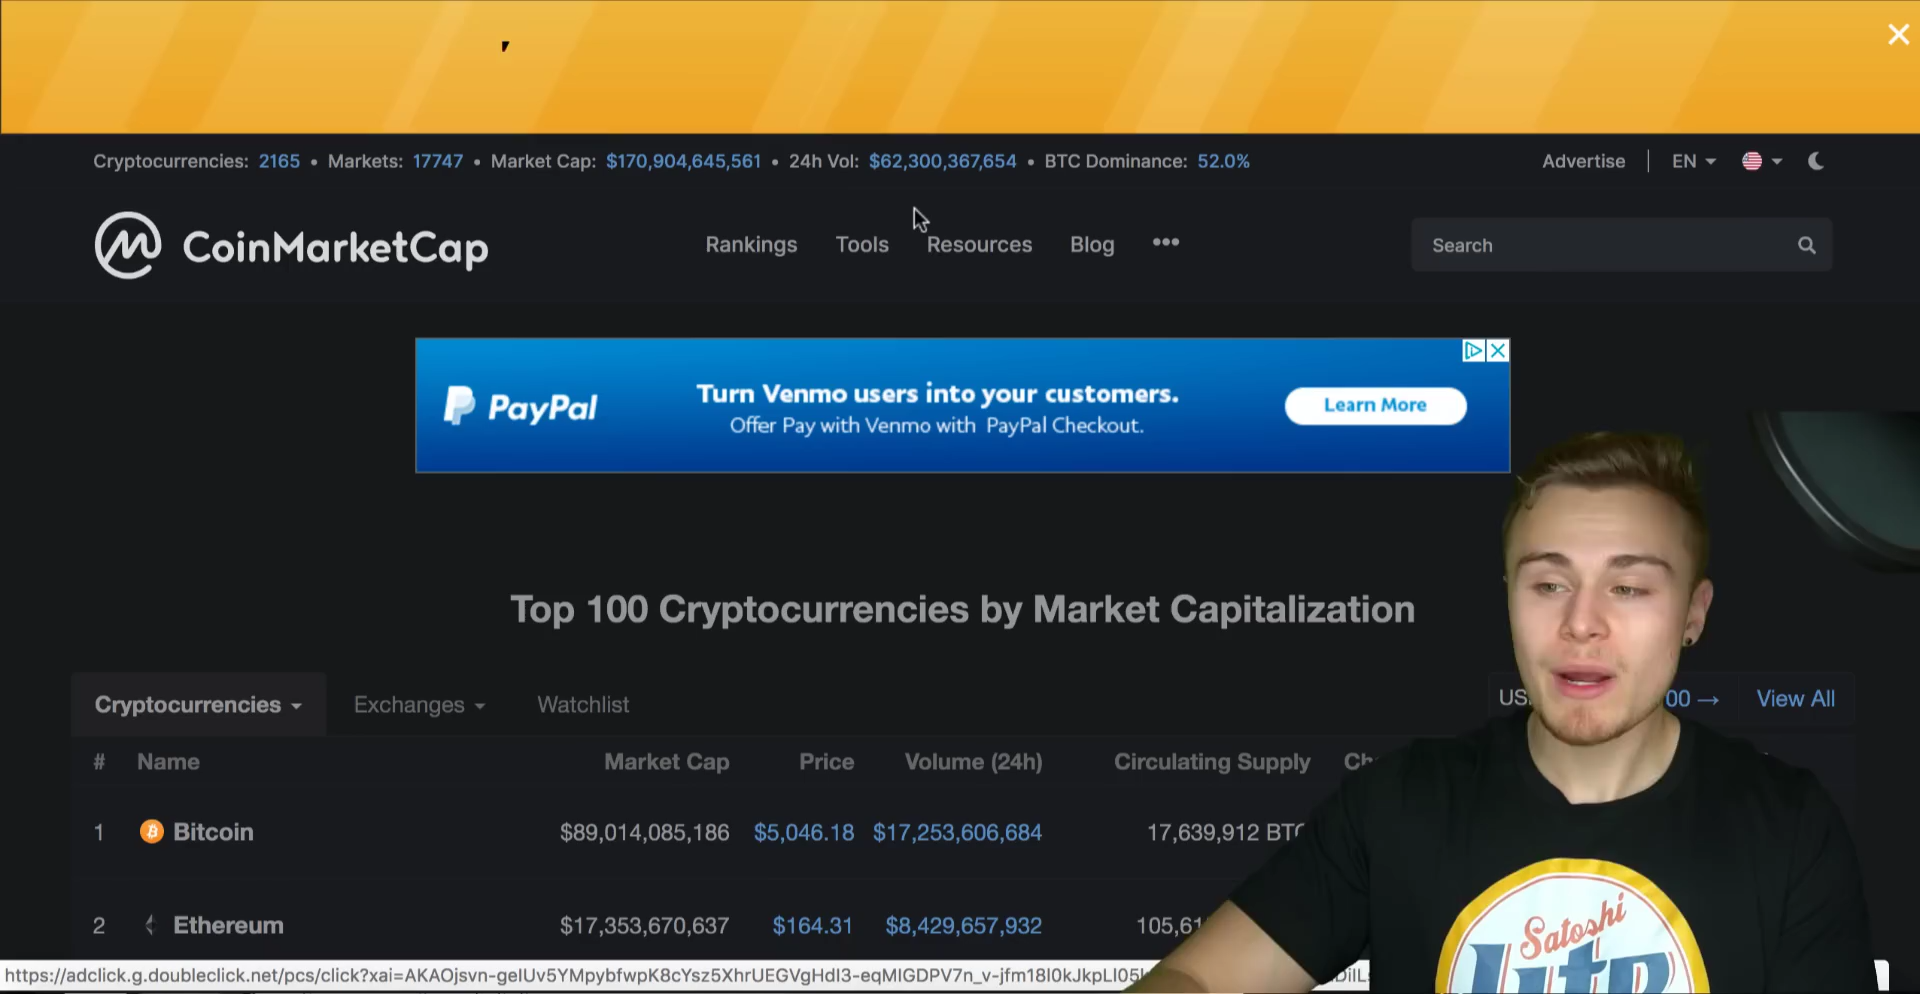 Cryptocurrencies: 2165 • Markets: 17747 • Market Cap: $170,904,645,561 • 24h Vol: $62,300,367,654 • BTC Dominance: 52.0%
Advertise | EN
CoinMarketCap
Rankings Tools Resources Blog •••
Search
PayPal
Turn Venmo users into your customers.
Offer Pay with Venmo with PayPal Checkout.
Learn More
Top 100 Cryptocurrencies by Market Capitalization
Cryptocurrencies Exchanges Watchlist
00 → View All
# Name Market Cap Price Volume (24h) Circulating Supply
1 Bitcoin $89,014,085,186 $5,046.18 $17,253,606,684 17,639,912 BTC
2 Ethereum $17,353,670,637 $164.31 $8,429,657,932
Satoshi